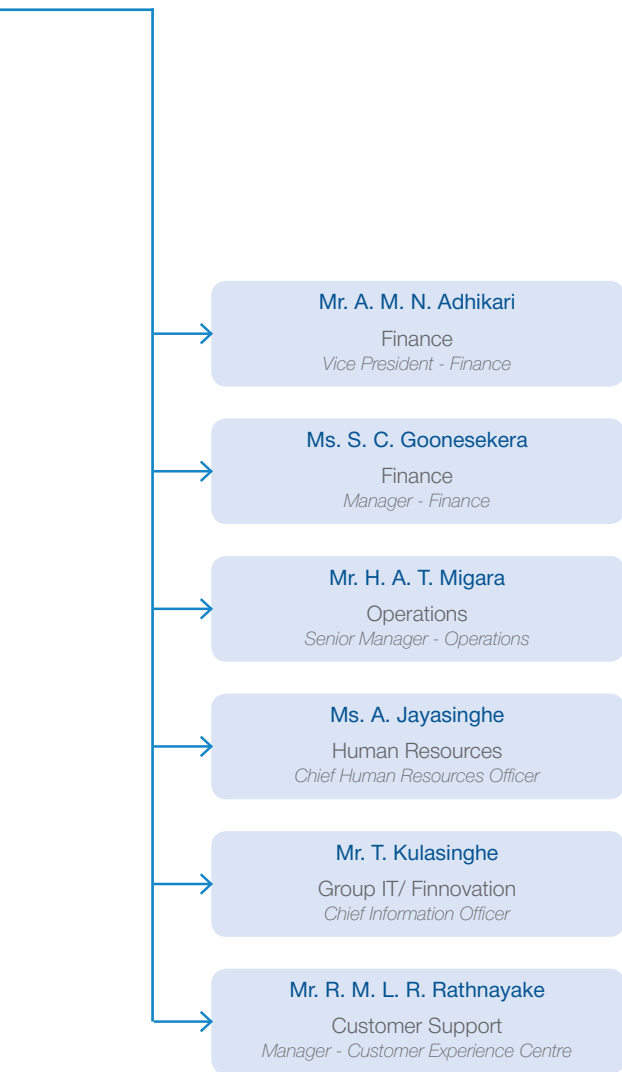 Mr. A. M. N. Adhikari
Finance
Vice President - Finance
Ms. S. C. Goonesekera
Finance
Manager - Finance
Mr. H. A. T. Migara
Operations
Senior Manager - Operations
Ms. A. Jayasinghe
Human Resources
Chief Human Resources Officer
Mr. T. Kulasinghe
Group IT/ Finnovation
Chief Information Officer
Mr. R. M. L. R. Rathnayake
Customer Support
Manager - Customer Experience Centre